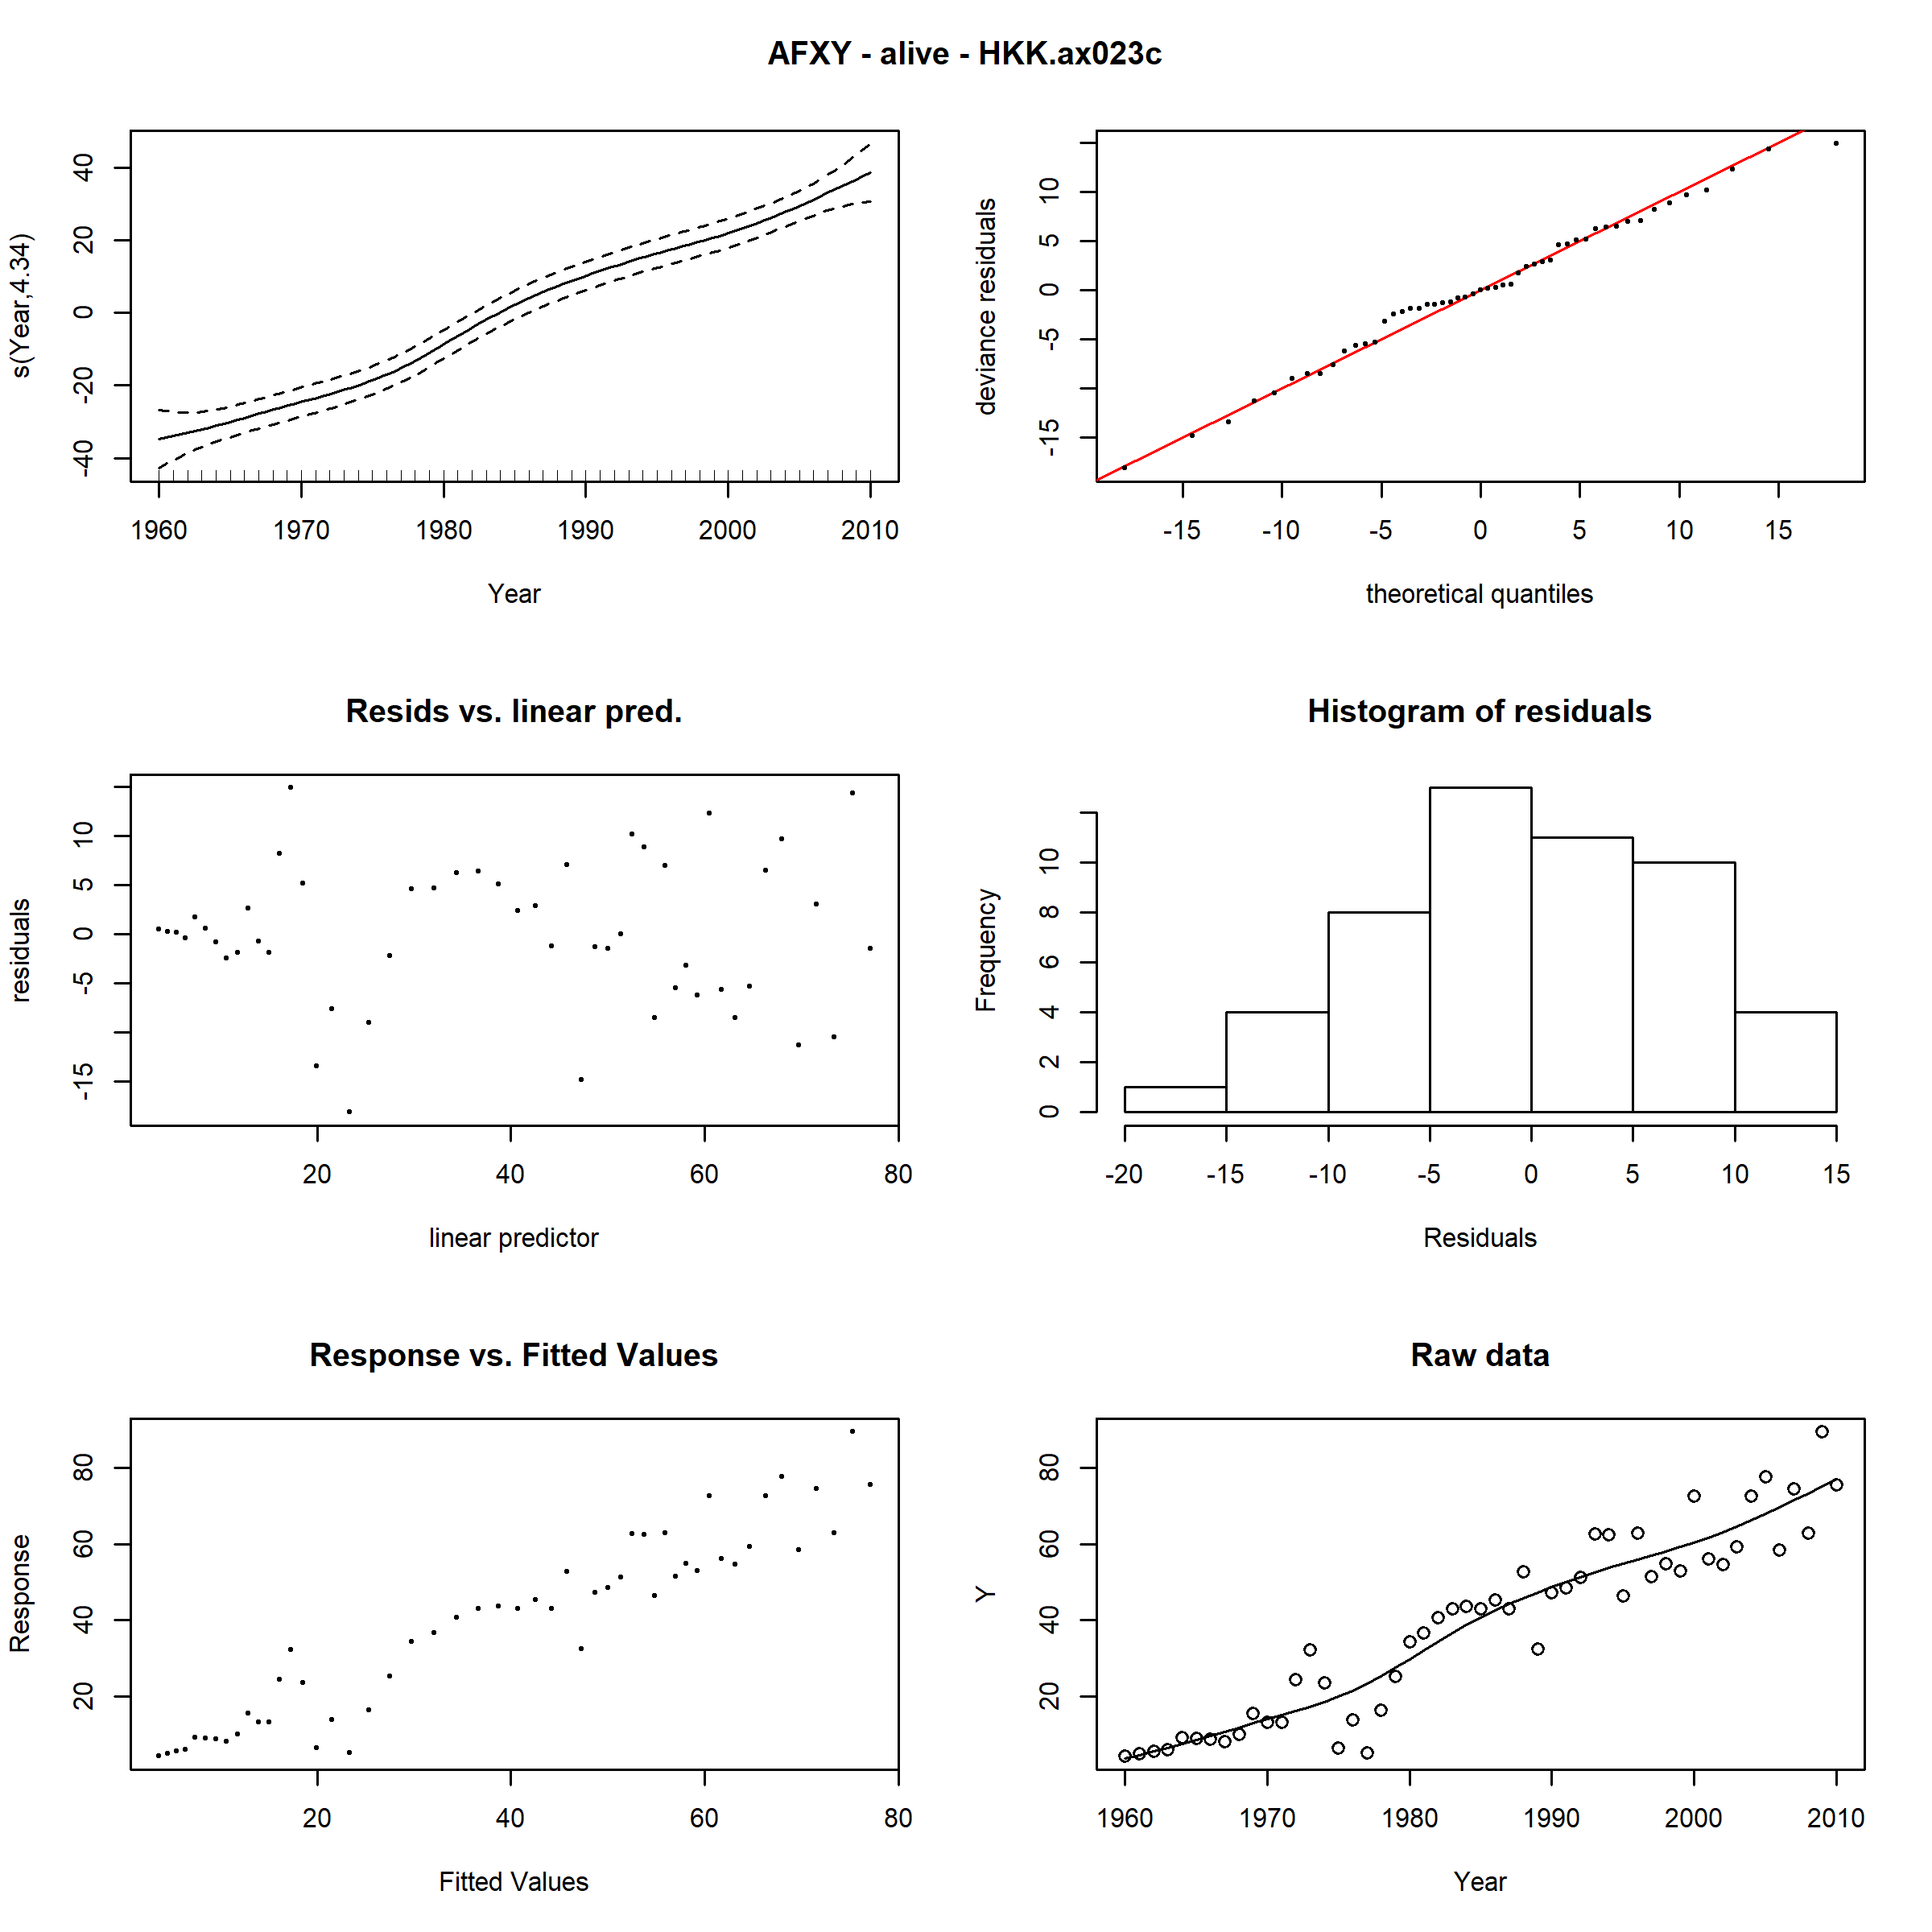 AFXY - alive - HKK.ax023c
s(Year,4.34)
40
20
0
-20
-40
1960 1970 1980 1990 2000 2010
Year
deviance residuals
10
5
0
-5
-15
-15 -10 -5 0 5 10 15
theoretical quantiles
Resids vs. linear pred.
residuals
10
5
0
-5
-15
20 40 60 80
linear predictor
Histogram of residuals
Frequency
10
8
6
4
2
0
-20 -15 -10 -5 0 5 10 15
Residuals
Response vs. Fitted Values
Response
80
60
40
20
20 40 60 80
Fitted Values
Raw data
Y
80
60
40
20
1960 1970 1980 1990 2000 2010
Year